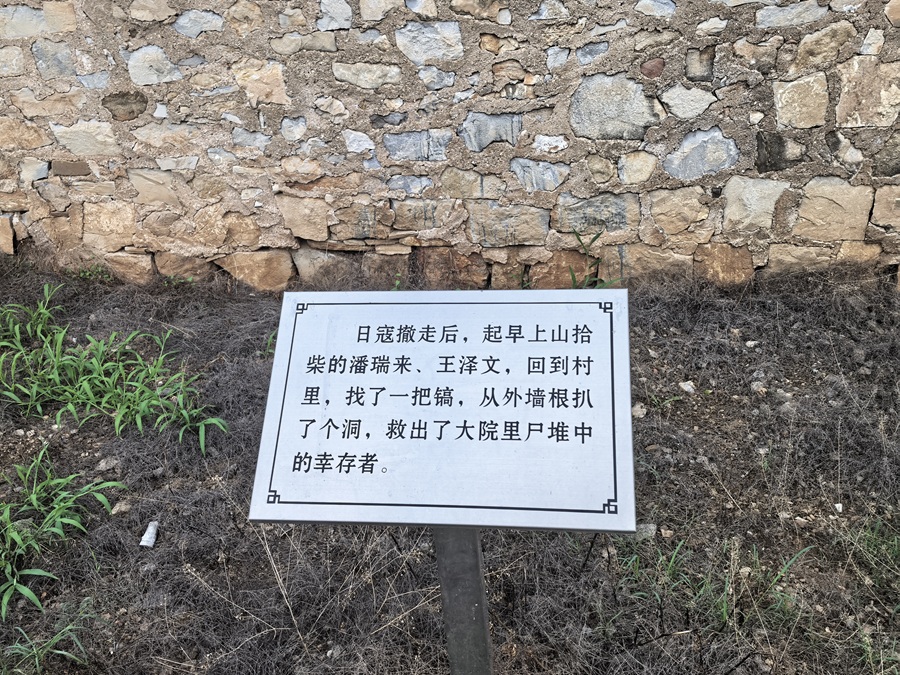 日寇撤走后，起早上山拾
柴的潘瑞来、王泽文，回到村
里，找了一把镐，从外墙根扒
了个洞，救出了大院里尸堆中
的幸存者。